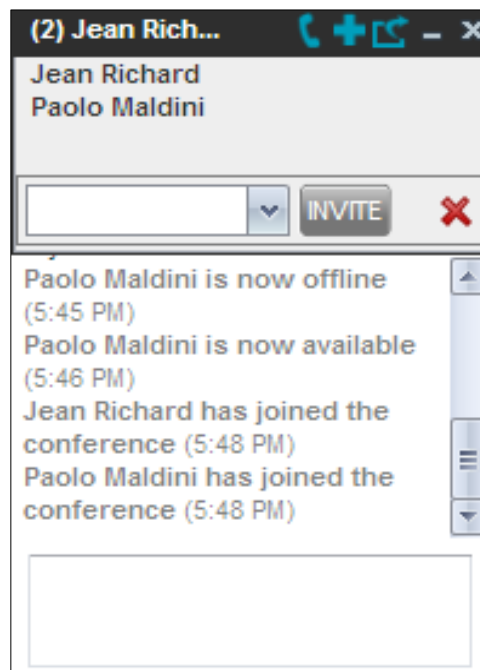 (2) Jean Rich...
Jean Richard
Paolo Maldini
INVITE
Paolo Maldini is now offline
(5:45 PM)
Paolo Maldini is now available
(5:46 PM)
Jean Richard has joined the
conference (5:48 PM)
Paolo Maldini has joined the
conference (5:48 PM)